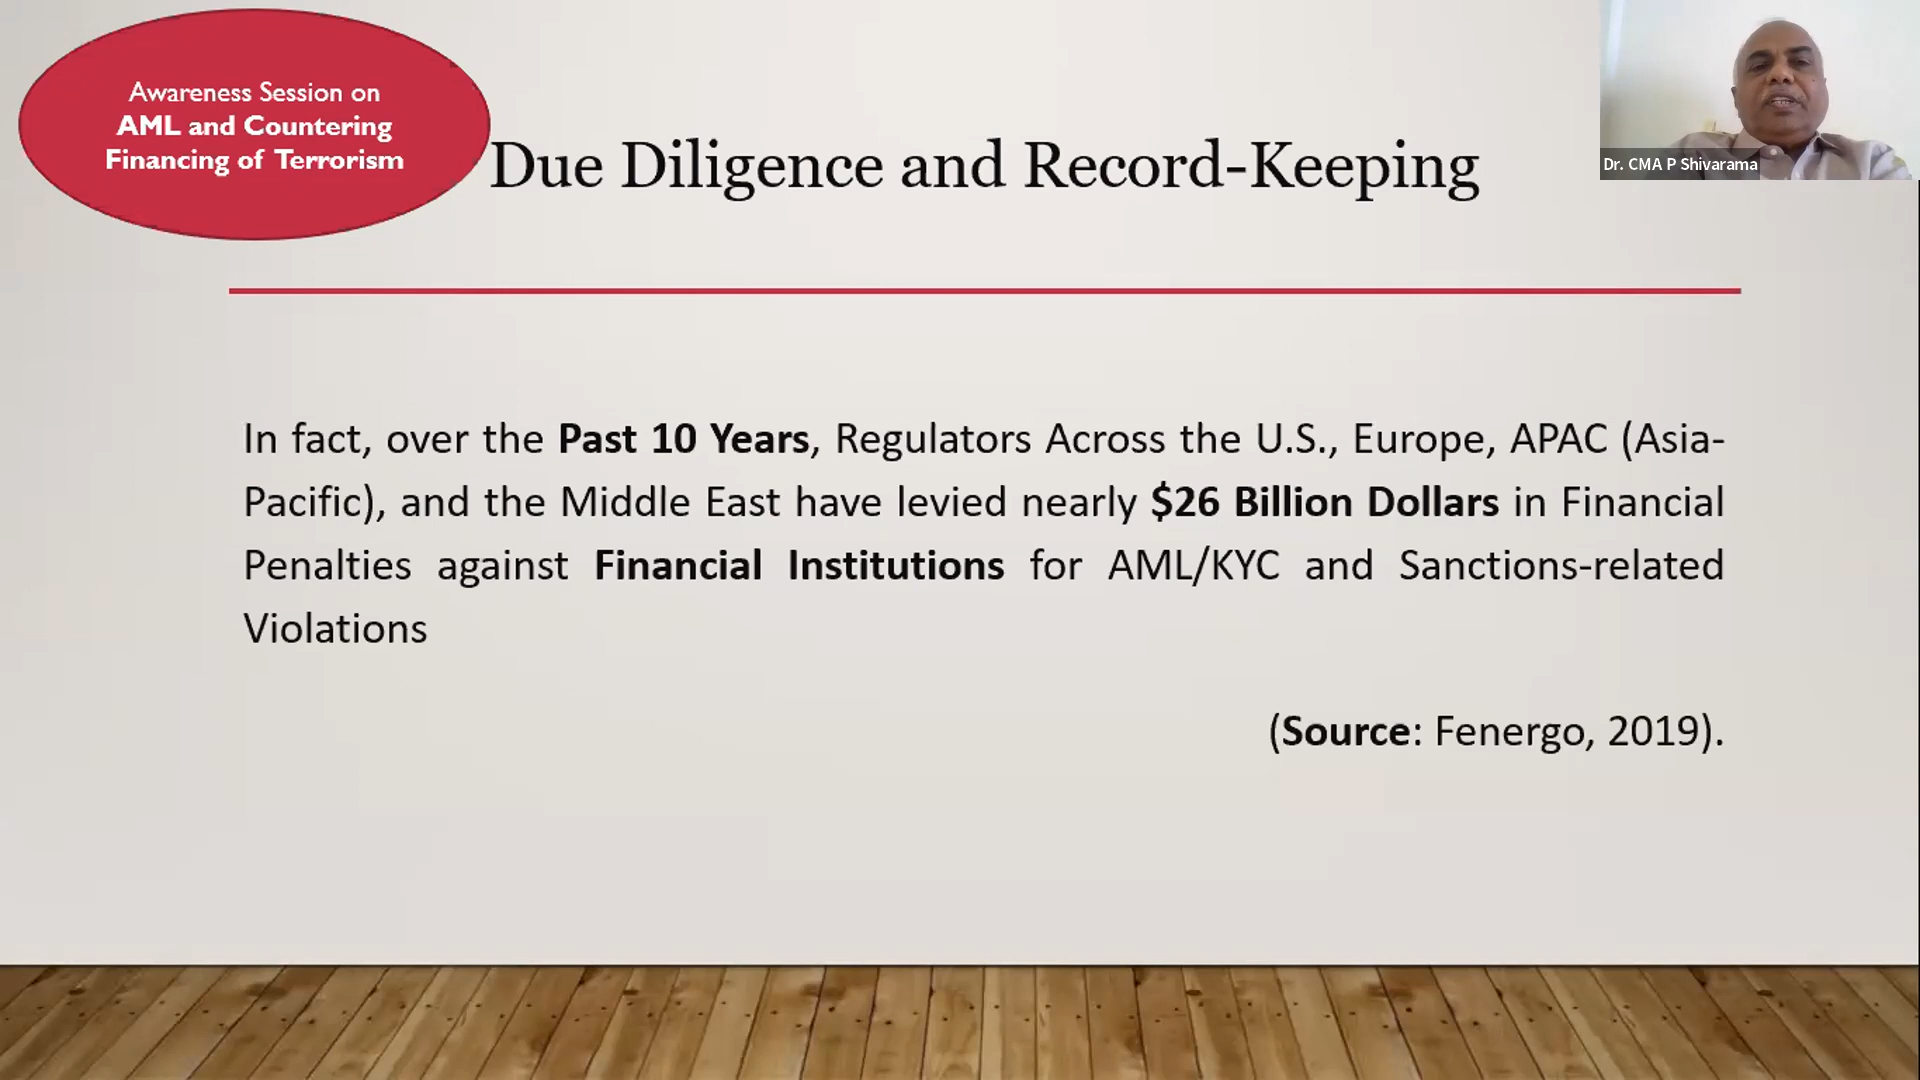 Awareness Session on
AML and Countering
Financing of Terrorism
Due Diligence and Record-Keeping
Dr. CMA P Shivarama
In fact, over the Past 10 Years, Regulators Across the U.S., Europe, APAC (Asia-
Pacific), and the Middle East have levied nearly $26 Billion Dollars in Financial
Penalties against Financial Institutions for AML/KYC and Sanctions-related
Violations
(Source: Fenergo, 2019).